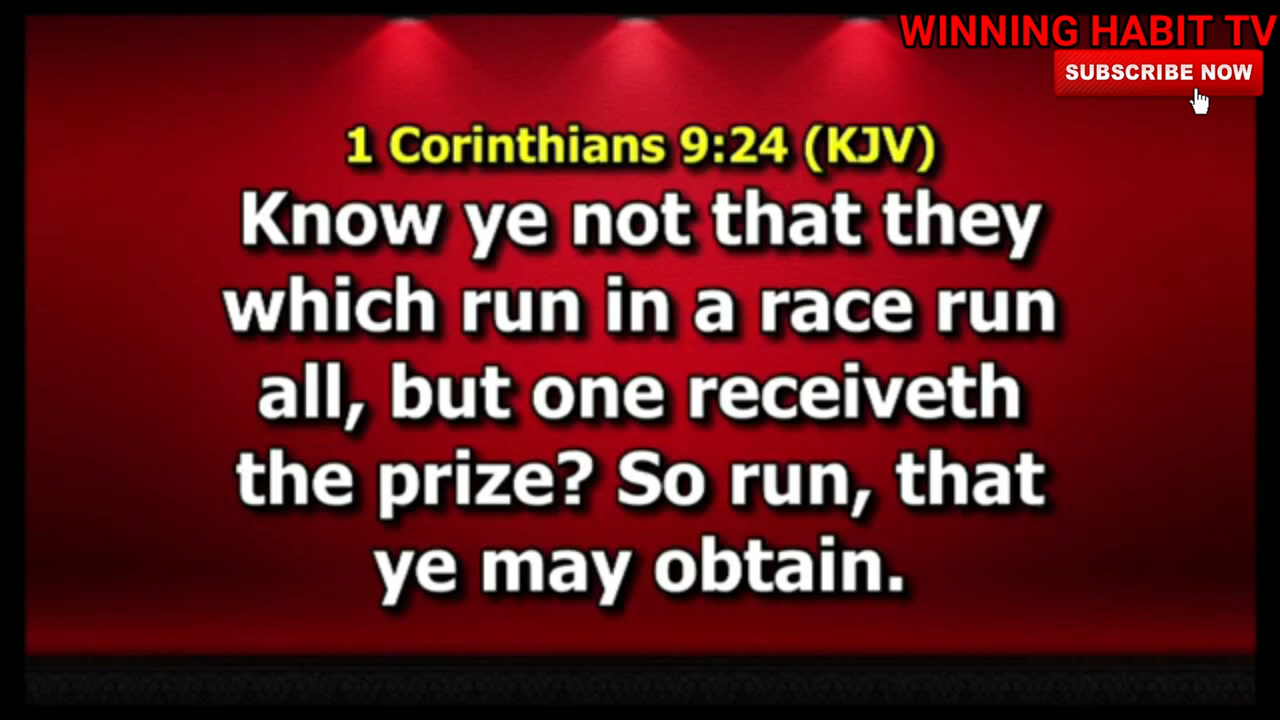 WINNING HABIT TV
SUBSCRIBE NOW
1 Corinthians 9:24 (KJV)
Know ye not that they
which run in a race run
all, but one receiveth
the prize? So run, that
ye may obtain.